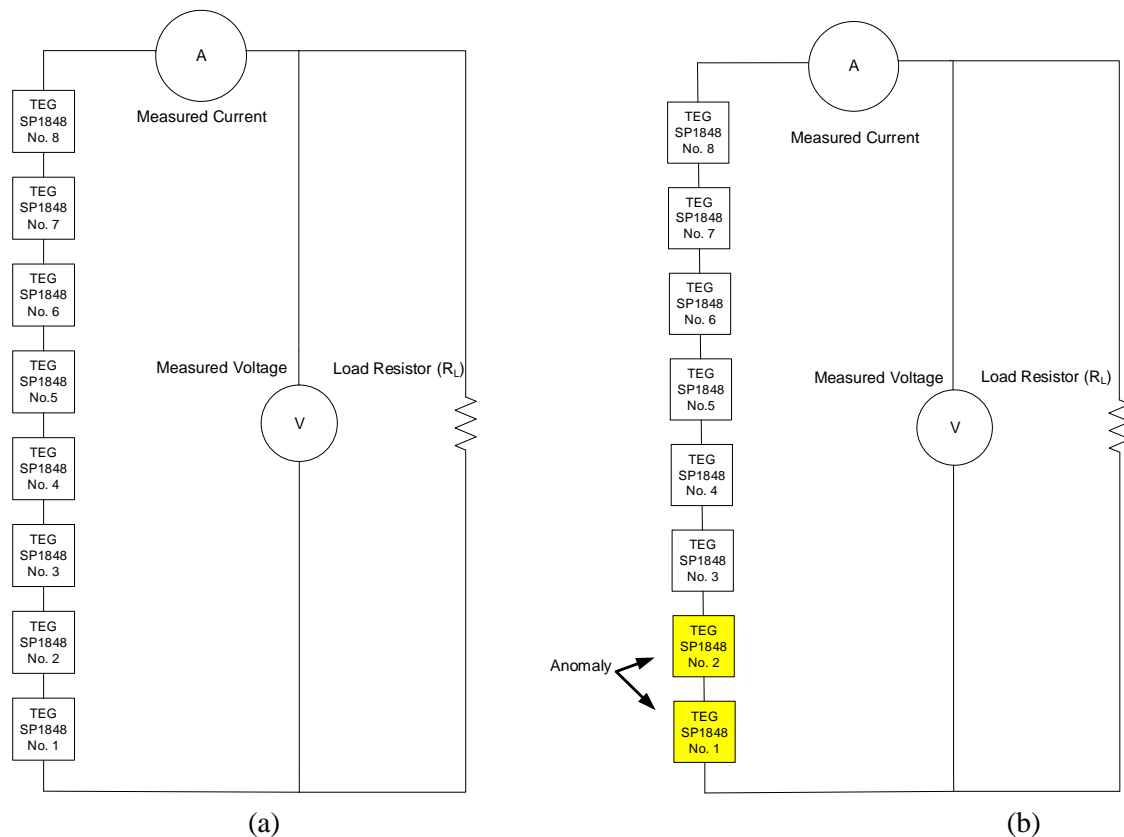 A
Measured Current
TEG
SP1848
No. 8
TEG
SP1848
No. 7
TEG
SP1848
No. 6
TEG
SP1848
No.5
TEG
SP1848
No. 4
TEG
SP1848
No. 3
TEG
SP1848
No. 2
TEG
SP1848
No. 1
Measured Voltage
V
Load Resistor (RL)
(a)
A
Measured Current
TEG
SP1848
No. 8
TEG
SP1848
No. 7
TEG
SP1848
No. 6
TEG
SP1848
No.5
TEG
SP1848
No. 4
TEG
SP1848
No. 3
TEG
SP1848
No. 2
TEG
SP1848
No. 1
Anomaly
Measured Voltage
V
Load Resistor (RL)
(b)